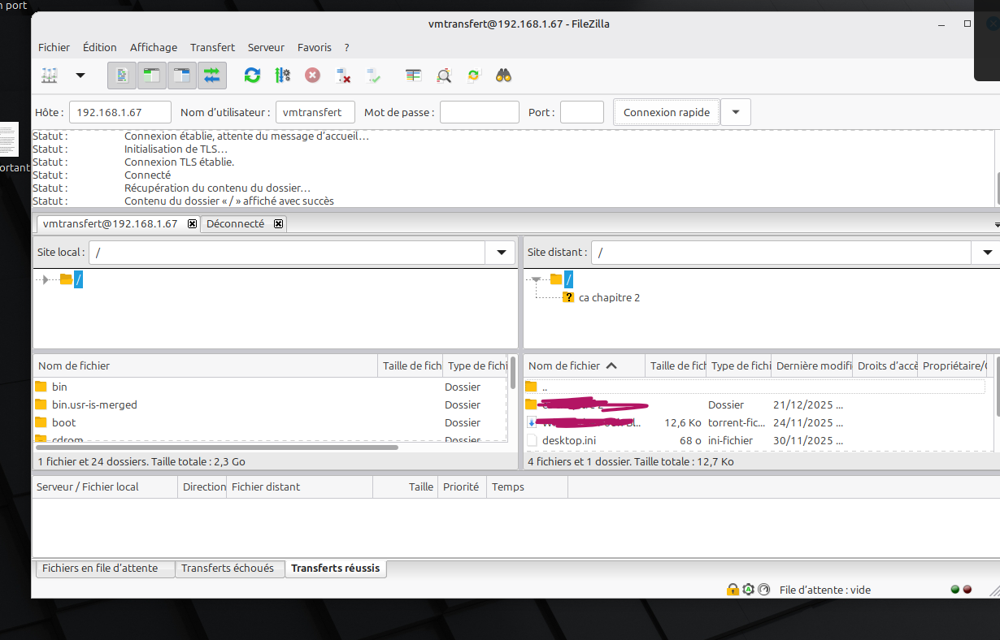 n port
vmtransfert@192.168.1.67 - FileZilla
Fichier Édition Affichage Transfert Serveur Favoris ?
Hôte : 192.168.1.67 Nom d'utilisateur : vmtransfert Mot de passe : Port : Connexion rapide
Statut : Connexion établie, attente du message d'accueil…
Statut : Initialisation de TLS…
Statut : Connexion TLS établie.
Statut : Connecté
ortant
Statut : Récupération du contenu du dossier…
Statut : Contenu du dossier « / » affiché avec succès
vmtransfert@192.168.1.67 Déconnecté
Site local : / Site distant : /
/ /
? ca chapitre 2
Nom de fichier Taille de fich Type de fichi Nom de fichier Taille de fich Type de fichi Dernière modifi Droits d'accè Propriétaire/G
bin Dossier ..
bin.usr-is-merged Dossier Dossier 21/12/2025 ...
boot Dossier 12,6 Ko torrent-fic... 24/11/2025 ...
cdrom Dossier desktop.ini 68 o ini-fichier 30/11/2025 ...
1 fichier et 24 dossiers. Taille totale : 2,3 Go 4 fichiers et 1 dossier. Taille totale : 12,7 Ko
Serveur / Fichier local Direction Fichier distant Taille Priorité Temps
Fichiers en file d'attente Transferts échoués Transferts réussis
File d'attente : vide